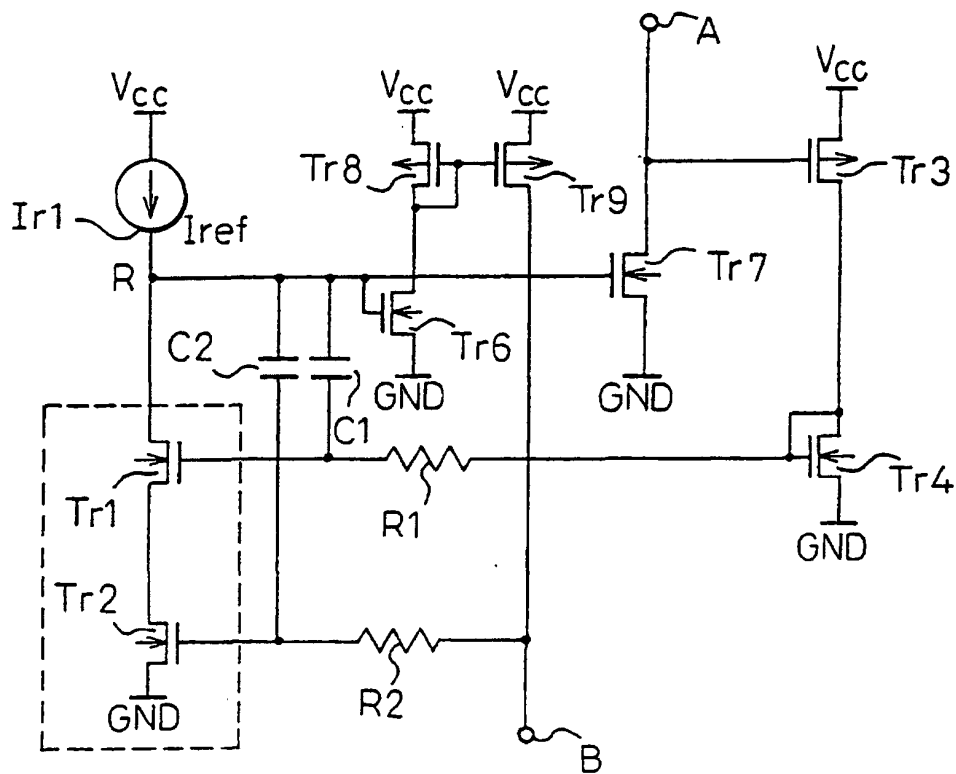 A
Vcc
Vcc
Vcc
Vcc
Tr8
Tr9
Tr3
Ir1
Iref
R
Tr7
C2
Tr6
GND
GND
C1
Tr1
R1
Tr4
GND
Tr2
R2
GND
B